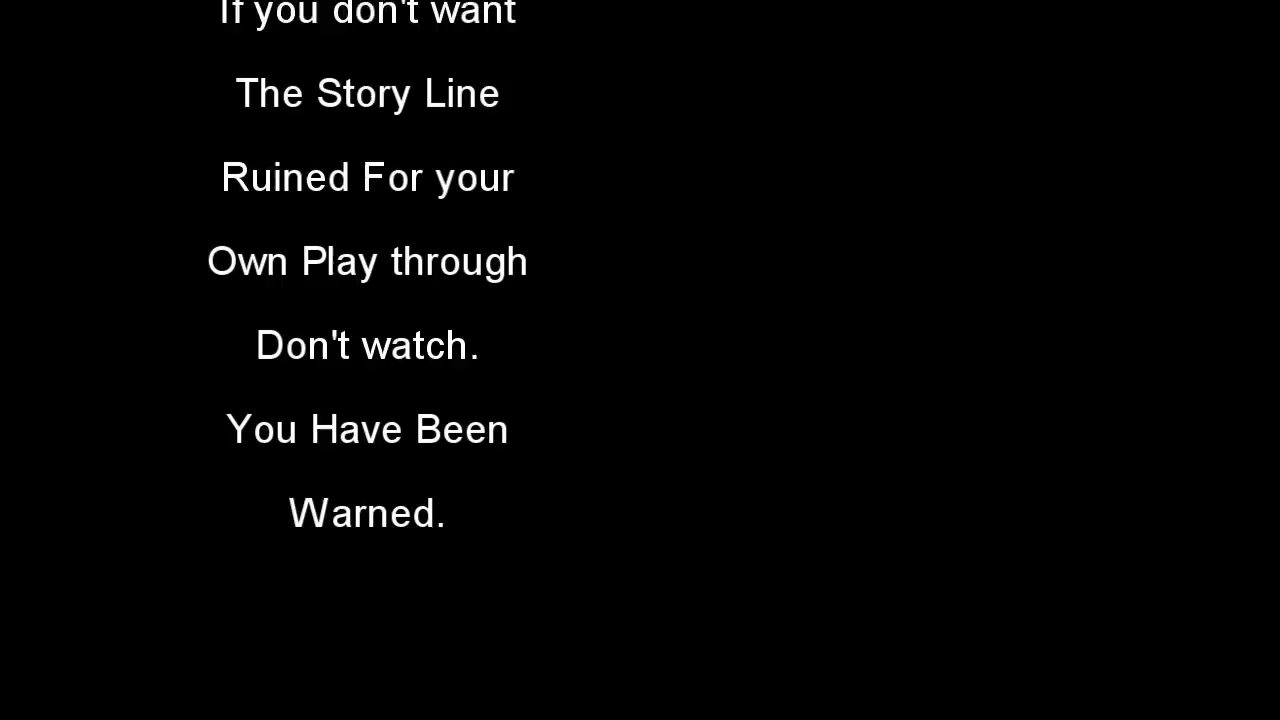 If you don't want
The Story Line
Ruined For your
Own Play through
Don't watch.
You Have Been
Warned.